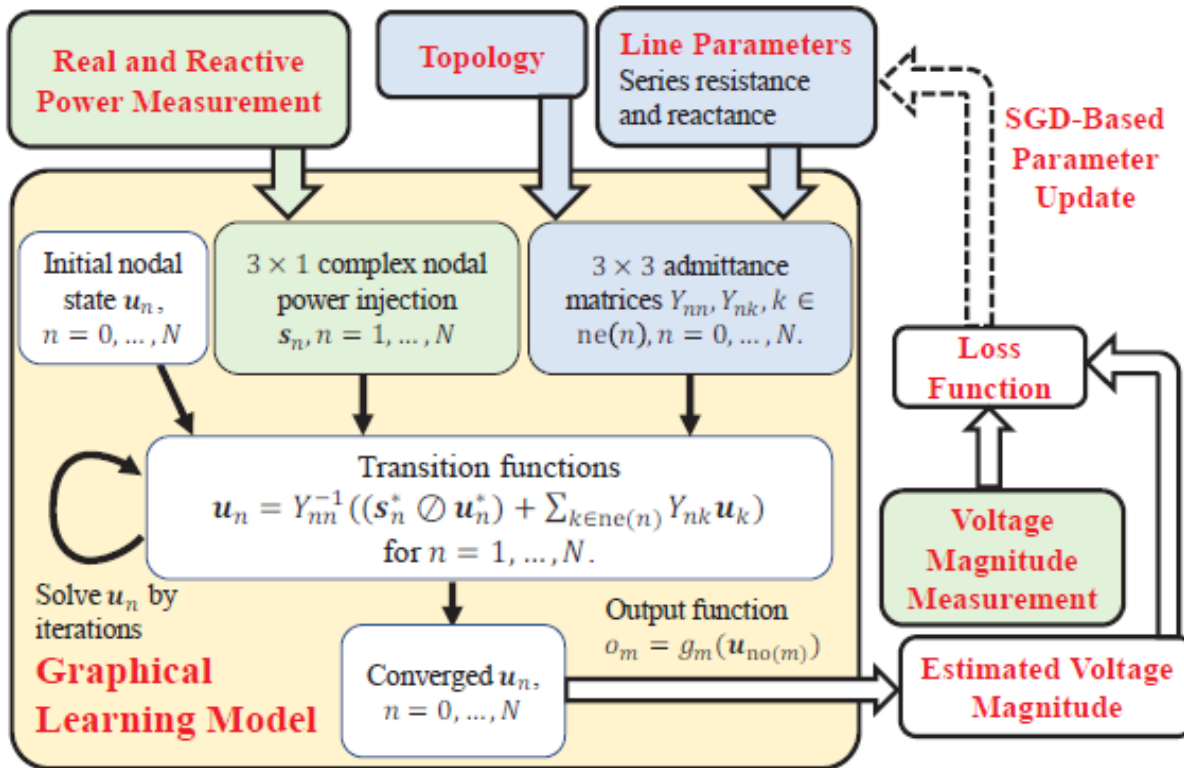 Real and Reactive
Power Measurement
Topology
Line Parameters
Series resistance
and reactance
SGD-Based
Parameter
Update
Initial nodal
state 𝒖ₙ,
𝑛 = 0, … , 𝑁
3 × 1 complex nodal
power injection
𝒔ₙ, 𝑛 = 1, … , 𝑁
3 × 3 admittance
matrices 𝑌ₙₙ, 𝑌ₙₖ, 𝑘 ∈
ne(𝑛), 𝑛 = 0, … , 𝑁.
Loss
Function
Transition functions
𝒖ₙ = 𝑌ₙₙ⁻¹((𝒔ₙ* ⊘ 𝒖ₙ*) + ∑_{𝑘∈ne(𝑛)} 𝑌ₙₖ𝒖ₖ)
for 𝑛 = 1, … , 𝑁.
Voltage
Magnitude
Measurement
Solve 𝒖ₙ by
iterations
Output function
𝑜ₘ = 𝑔ₘ(𝒖_{no(𝑚)})
Graphical
Learning Model
Converged 𝒖ₙ,
𝑛 = 0, … , 𝑁
Estimated Voltage
Magnitude